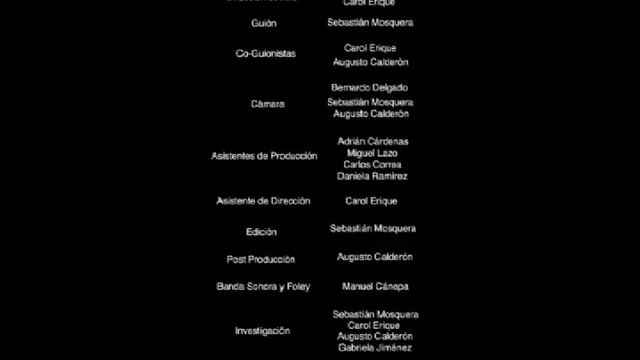 Carol Erique
Guión Sebastián Mosquera
Co-Guionistas Carol Erique
Augusto Calderón
Cámara Bernardo Delgado
Sebastián Mosquera
Augusto Calderón
Asistentes de Producción Adrián Cárdenas
Miguel Lazo
Carlos Correa
Daniela Ramírez
Asistente de Dirección Carol Erique
Edición Sebastián Mosquera
Post Producción Augusto Calderón
Banda Sonora y Foley Manuel Cánepa
Investigación Sebastián Mosquera
Carol Erique
Augusto Calderón
Gabriela Jiménez